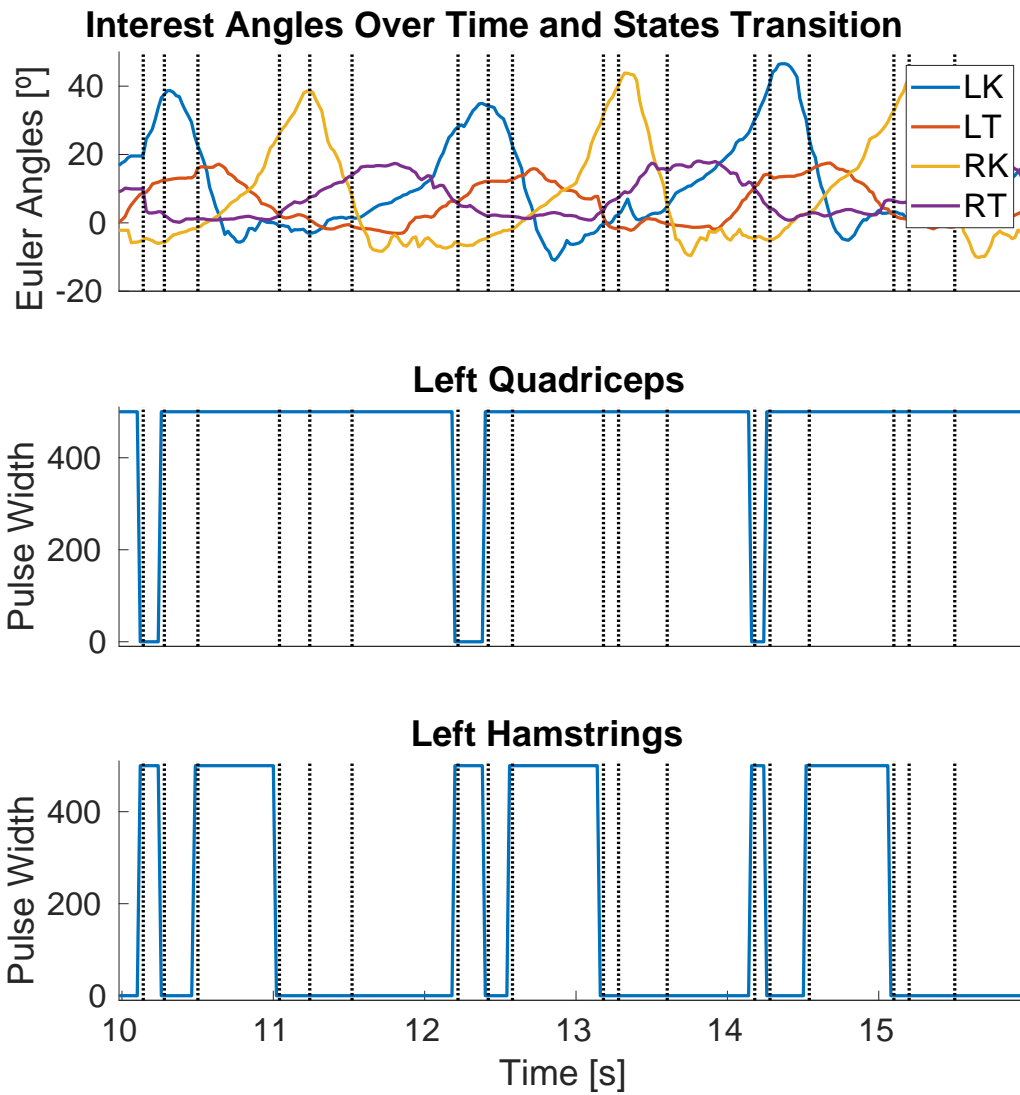 Interest Angles Over Time and States Transition
Euler Angles [º]
40
20
0
-20
LK
LT
RK
RT
Left Quadriceps
Pulse Width
400
200
0
Left Hamstrings
Pulse Width
400
200
0
10 11 12 13 14 15
Time [s]